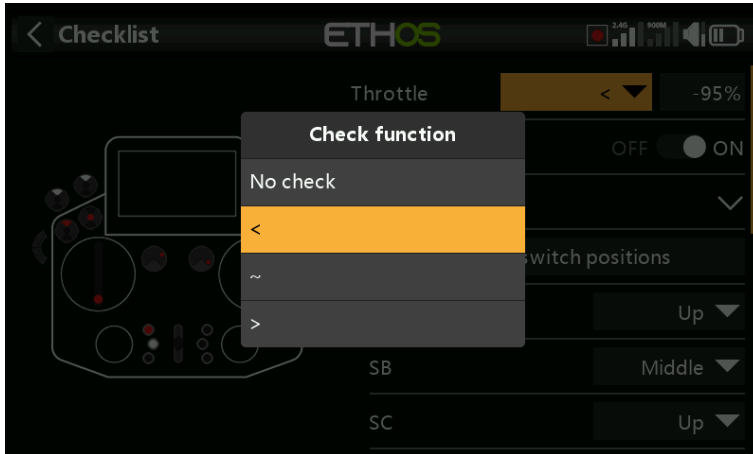 Checklist
ETHOS
2.4G
900M
Throttle
<
-95%
Check function
OFF
ON
No check
<
switch positions
~
>
Up
SB
Middle
SC
Up